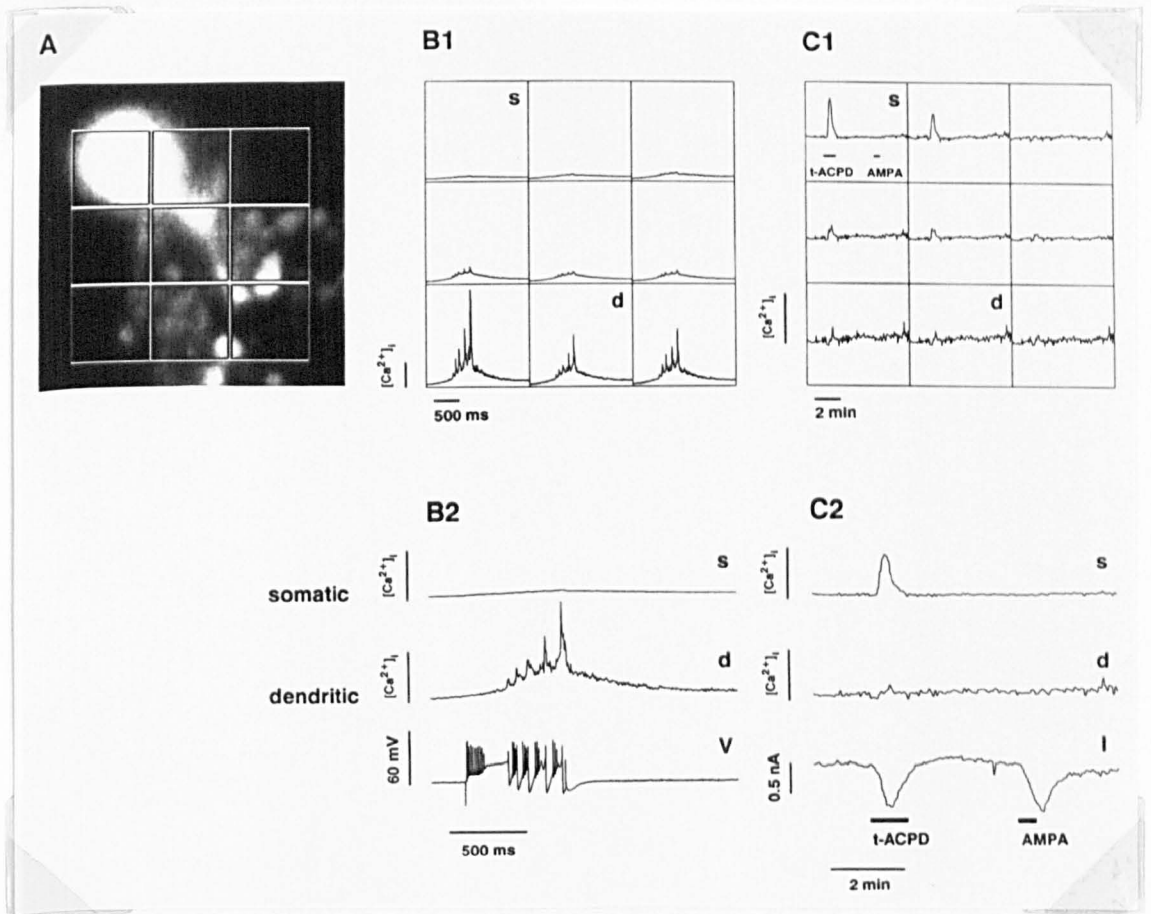 A
B1
C1
s
d
[Ca²⁺]ᵢ
500 ms
s
t-ACPD AMPA
d
[Ca²⁺]ᵢ
2 min
B2
C2
somatic
[Ca²⁺]ᵢ
s
dendritic
[Ca²⁺]ᵢ
d
60 mV
V
500 ms
[Ca²⁺]ᵢ
s
[Ca²⁺]ᵢ
d
0.5 nA
I
t-ACPD AMPA
2 min